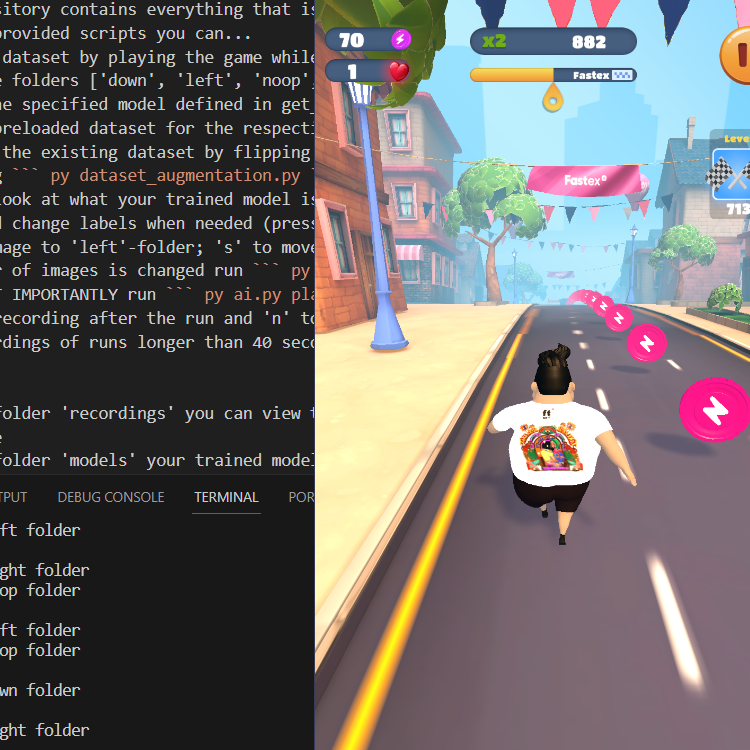 sitory contains everything that is
provided scripts you can...
dataset by playing the game while
e folders ['down', 'left', 'noop',
he specified model defined in get_
preloaded dataset for the respecti
the existing dataset by flipping
g ``` py dataset_augmentation.py `
look at what your trained model is
d change labels when needed (press
mage to 'left'-folder; 's' to move
r of images is changed run ``` py
T IMPORTANTLY run ``` py ai.py pla
recording after the run and 'n' to
rdings of runs longer than 40 seco
folder 'recordings' you can view t
e
folder 'models' your trained model
TPUT DEBUG CONSOLE TERMINAL POR
ft folder
ght folder
op folder
ft folder
op folder
wn folder
ght folder
70
1
x2 882
Fastex
Fastex
Leve
713